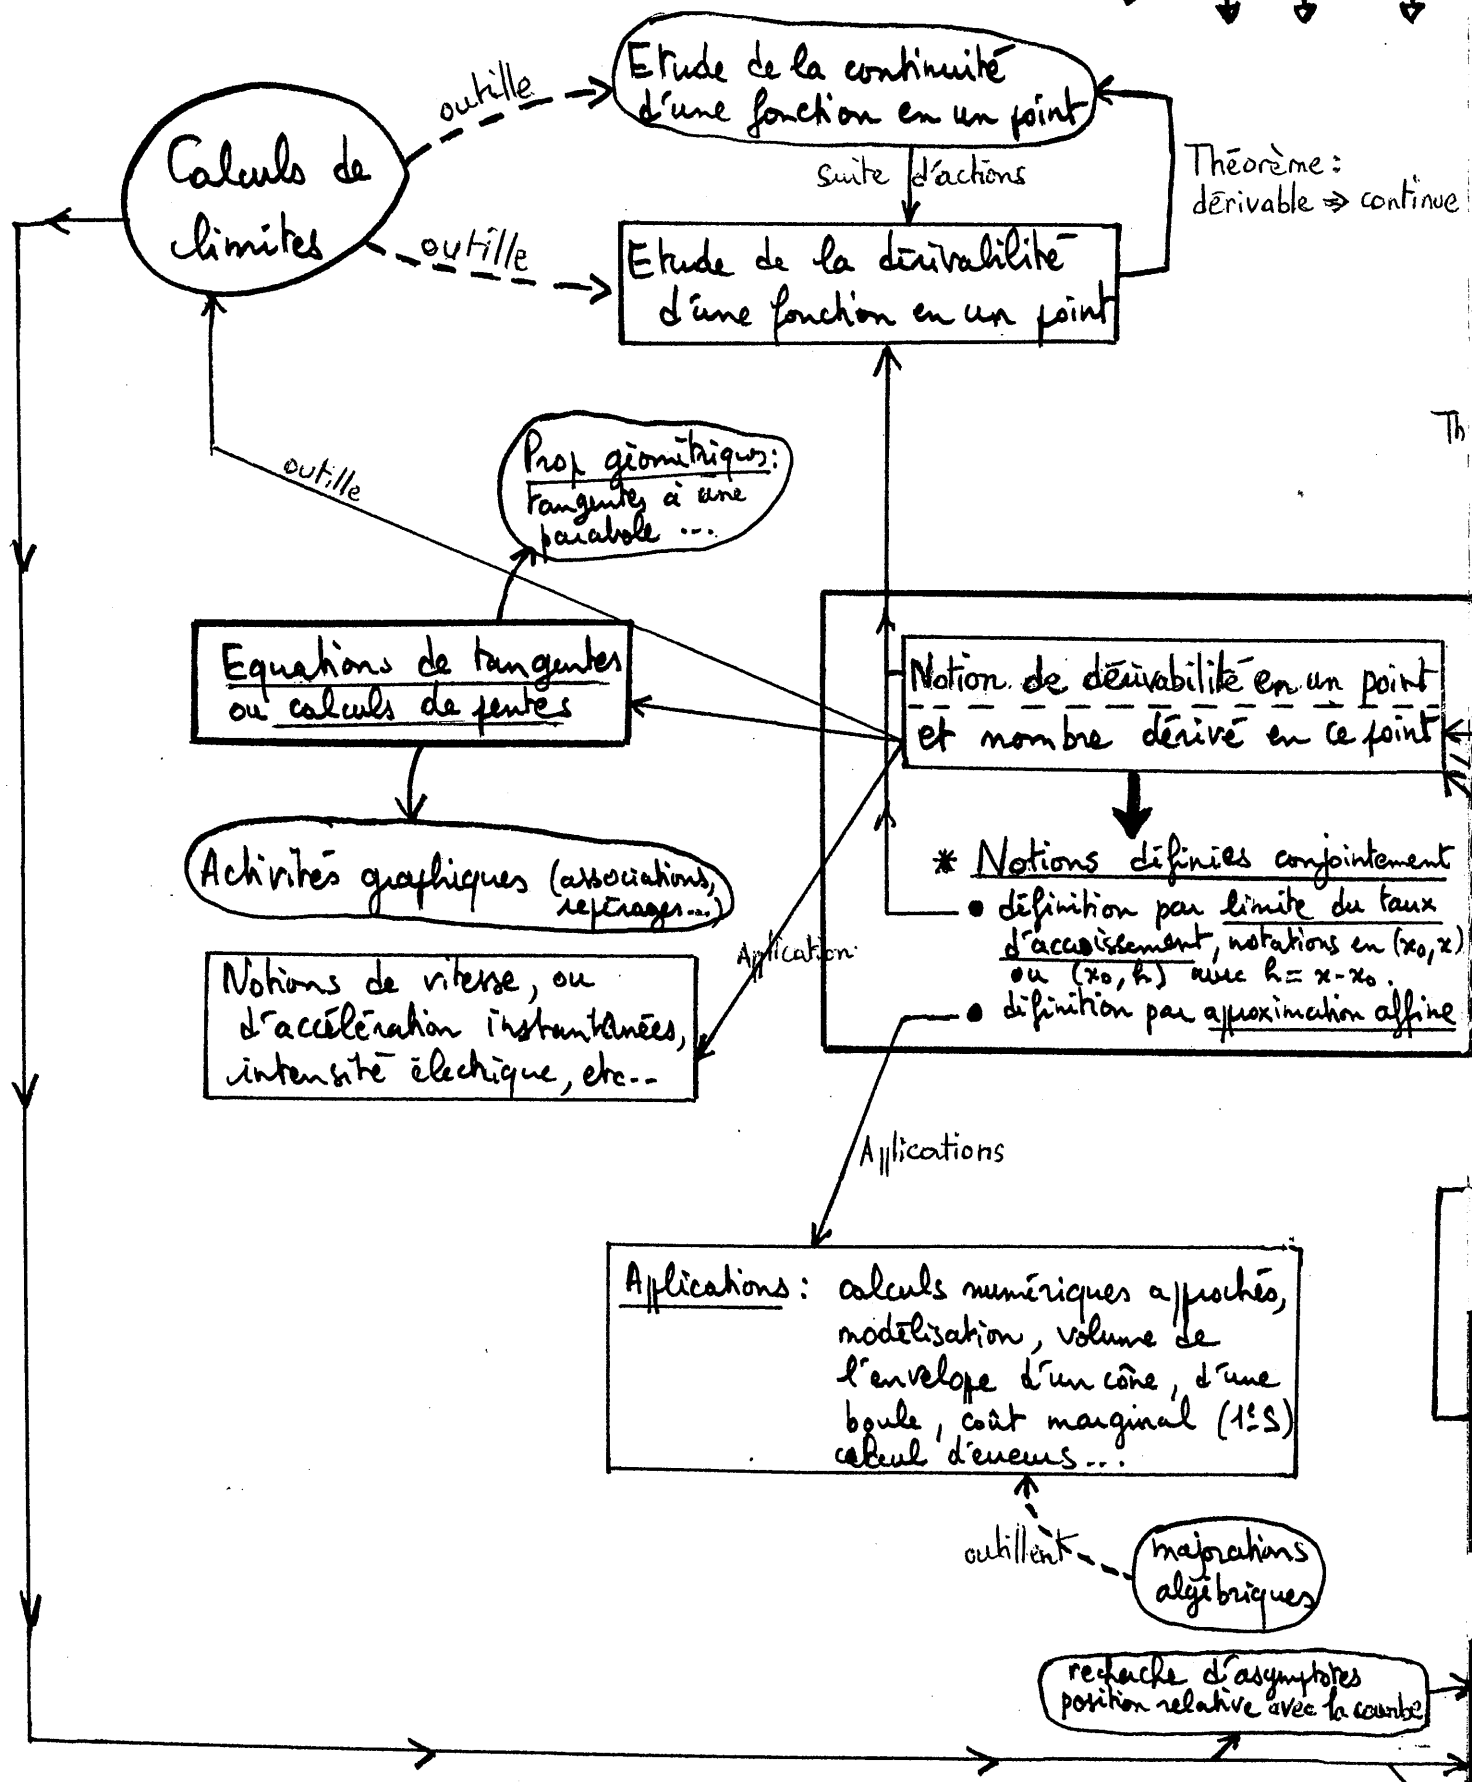 Etude de la continuité
d'une fonction en un point
outille
Calculs de
limites
suite d'actions
Théorème :
dérivable => continue
outille
Etude de la dérivabilité
d'une fonction en un point
Th
outille
Prop géométriques :
tangentes à une
parabole ...
Equations de tangentes
ou calculs de pentes
Notion de dérivabilité en un point
et nombre dérivé en ce point
* Notions définies conjointement
• définition par limite du taux
d'accroissement, notations en (x₀, x)
ou (x₀, h) avec h = x - x₀.
• définition par approximation affine
Activités graphiques (associations,
repérages...)
Application
Notions de vitesse, ou
d'accélération instantanées,
intensité électrique, etc...
Applications
Applications : calculs numériques approchés,
modélisation, volume de
l'enveloppe d'un cône, d'une
boule, coût marginal (1e S)
calcul d'erreurs...
outillent
majorations
algébriques
recherche d'asymptotes
position relative avec la courbe